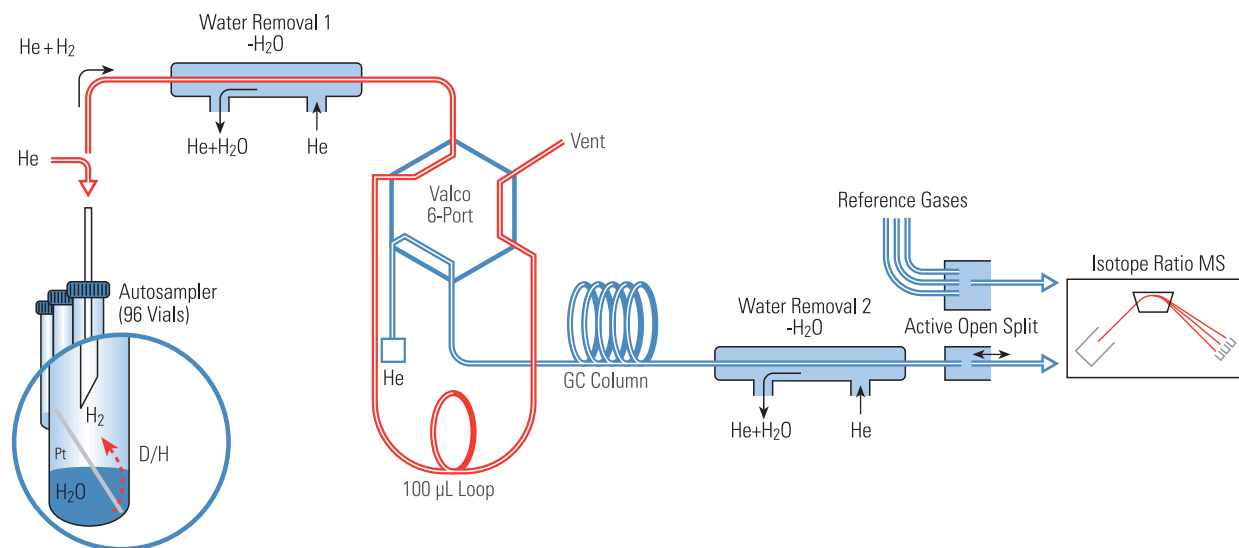 Water Removal 1
-H₂O
He+H₂
He+H₂O
He
He
Vent
Valco
6-Port
Autosampler
(96 Vials)
H₂
Pt
D/H
H₂O
He
100 µL Loop
GC Column
Water Removal 2
-H₂O
He+H₂O
He
Reference Gases
Active Open Split
Isotope Ratio MS